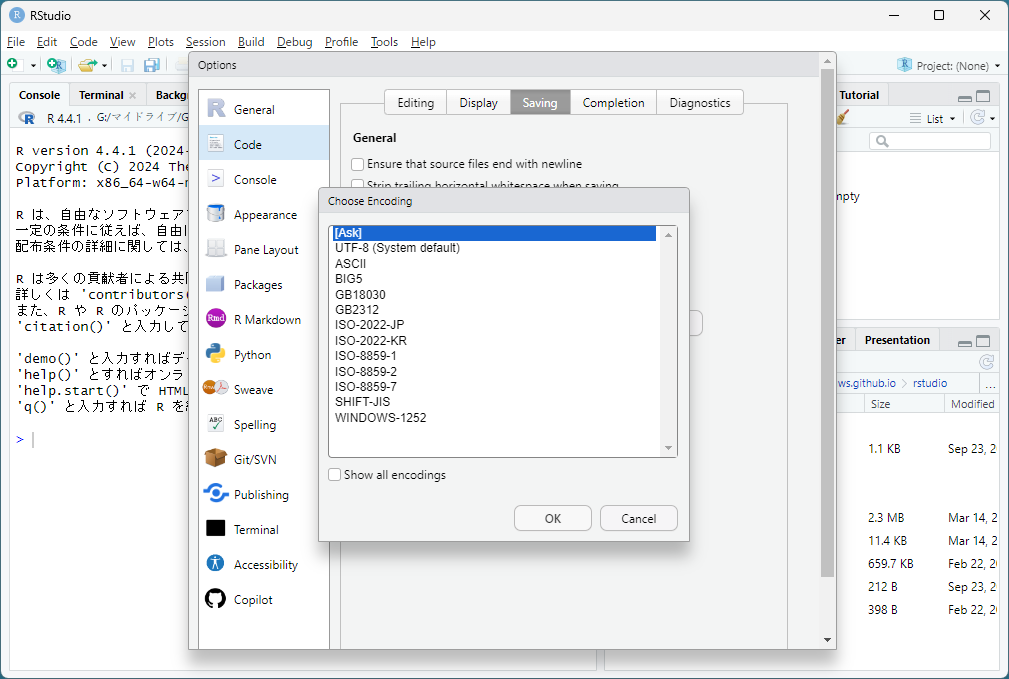 RStudio
File Edit Code View Plots Session Build Debug Profile Tools Help
Project: (None)
Console Terminal
R 4.4.1 . G:/マイドライブ/
R version 4.4.1 (2024-
Copyright (C) 2024 The
Platform: x86_64-w64-
R は、自由なソフトウェア
一定の条件に従えば、自由に
配布条件の詳細に関しては、
R は多くの貢献者による共同
詳しくは 'contributors(
また、R や R のパッケージ
'citation()' と入力して
'demo()' と入力すればデ
'help()' とすればオンラ
'help.start()' で HTML
'q()' と入力すれば R を
>
Options
General
Code
Console
Appearance
Pane Layout
Packages
R Markdown
Python
Sweave
Spelling
Git/SVN
Publishing
Terminal
Accessibility
Copilot
Editing Display Saving Completion Diagnostics
General
Ensure that source files end with newline
Strip trailing horizontal whitespace when saving
Choose Encoding
[Ask]
UTF-8 (System default)
ASCII
BIG5
GB18030
GB2312
ISO-2022-JP
ISO-2022-KR
ISO-8859-1
ISO-8859-2
ISO-8859-7
SHIFT-JIS
WINDOWS-1252
Show all encodings
OK Cancel
Tutorial
List
mpty
er Presentation
ws.github.io > rstudio ...
Size Modified
1.1 KB Sep 23, 2
2.3 MB Mar 14, 2
11.4 KB Mar 14, 2
659.7 KB Feb 22, 20
212 B Sep 23, 2
398 B Feb 22, 20